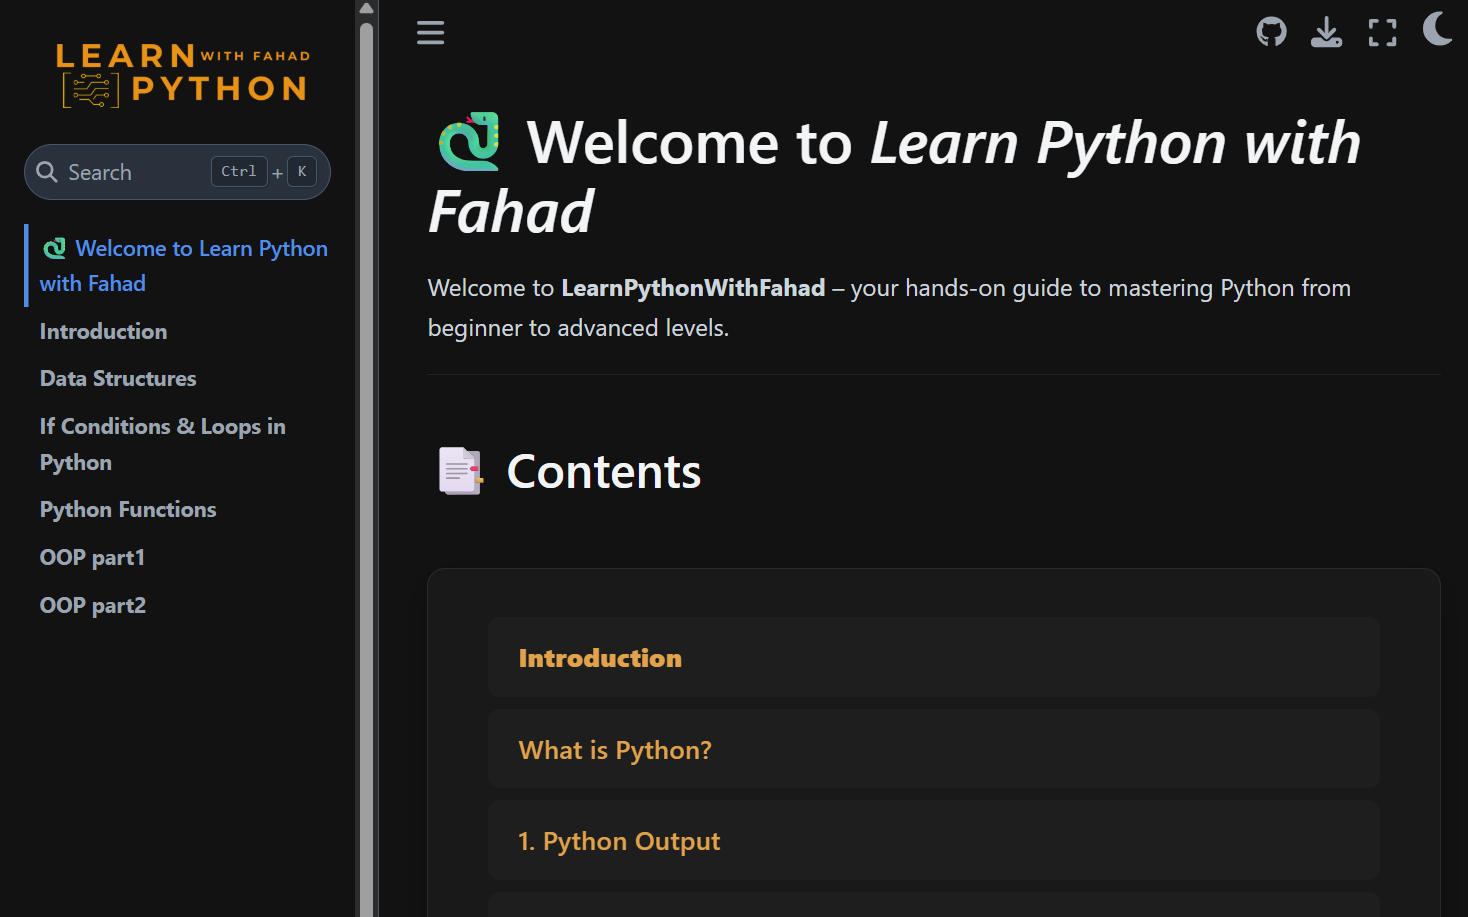 LEARN WITH FAHAD
PYTHON
Search Ctrl + K
Welcome to Learn Python
with Fahad
Introduction
Data Structures
If Conditions & Loops in
Python
Python Functions
OOP part1
OOP part2
Welcome to Learn Python with
Fahad
Welcome to LearnPythonWithFahad – your hands-on guide to mastering Python from
beginner to advanced levels.
Contents
Introduction
What is Python?
1. Python Output